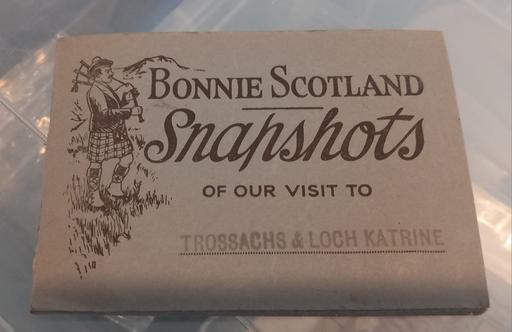 BONNIE SCOTLAND
Snapshots
OF OUR VISIT TO
TROSSACHS & LOCH KATRINE